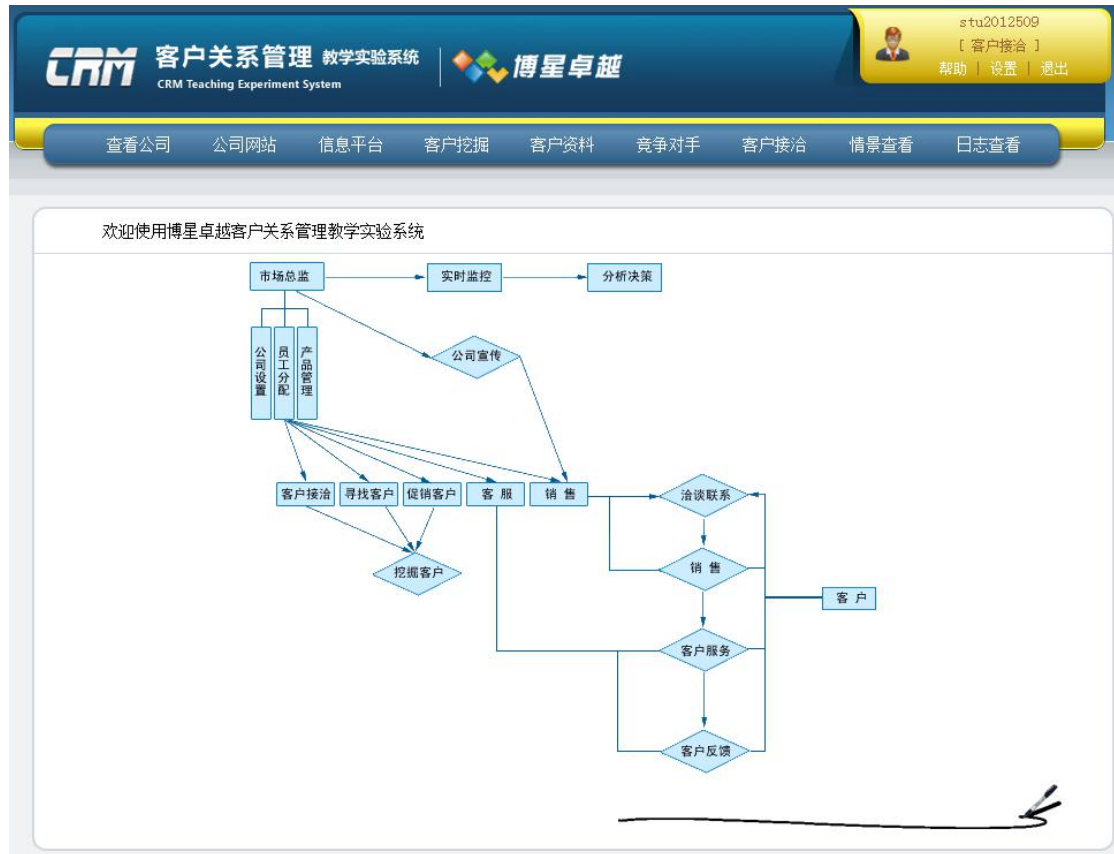 CRM 客户关系管理 教学实验系统
CRM Teaching Experiment System
博星卓越
stu2012509
[ 客户接洽 ]
帮助 | 设置 | 退出
查看公司 公司网站 信息平台 客户挖掘 客户资料 竞争对手 客户接洽 情景查看 日志查看
欢迎使用博星卓越客户关系管理教学实验系统
市场总监 实时监控 分析决策
公司宣传
公司设置 员工分配 产品管理
客户接洽 寻找客户 促销客户 客 服 销 售 洽谈联系
挖掘客户 销 售
客 户
客户服务
客户反馈